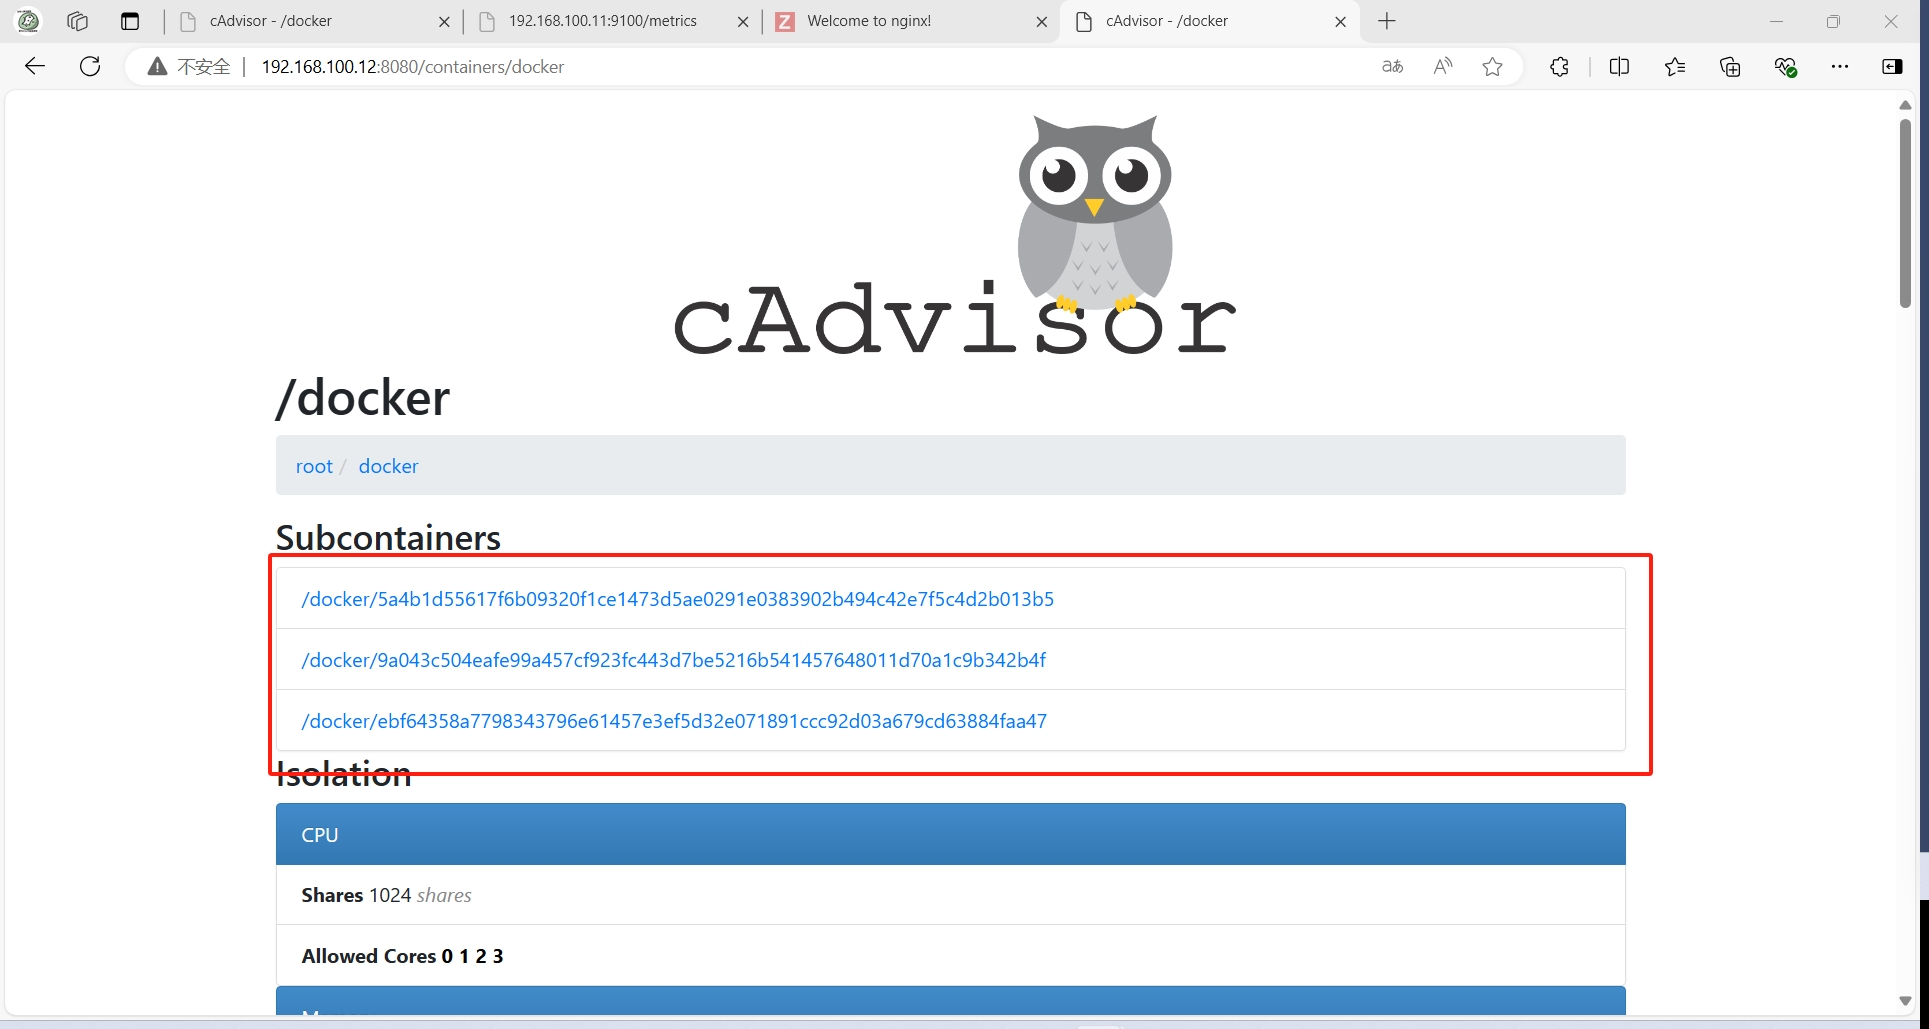 cAdvisor - /docker
192.168.100.11:9100/metrics
Welcome to nginx!
cAdvisor - /docker
不安全 192.168.100.12:8080/containers/docker
cAdvisor
/docker
root / docker
Subcontainers
/docker/5a4b1d55617f6b09320f1ce1473d5ae0291e0383902b494c42e7f5c4d2b013b5
/docker/9a043c504eafe99a457cf923fc443d7be5216b541457648011d70a1c9b342b4f
/docker/ebf64358a7798343796e61457e3ef5d32e071891ccc92d03a679cd63884faa47
Isolation
CPU
Shares 1024 shares
Allowed Cores 0 1 2 3